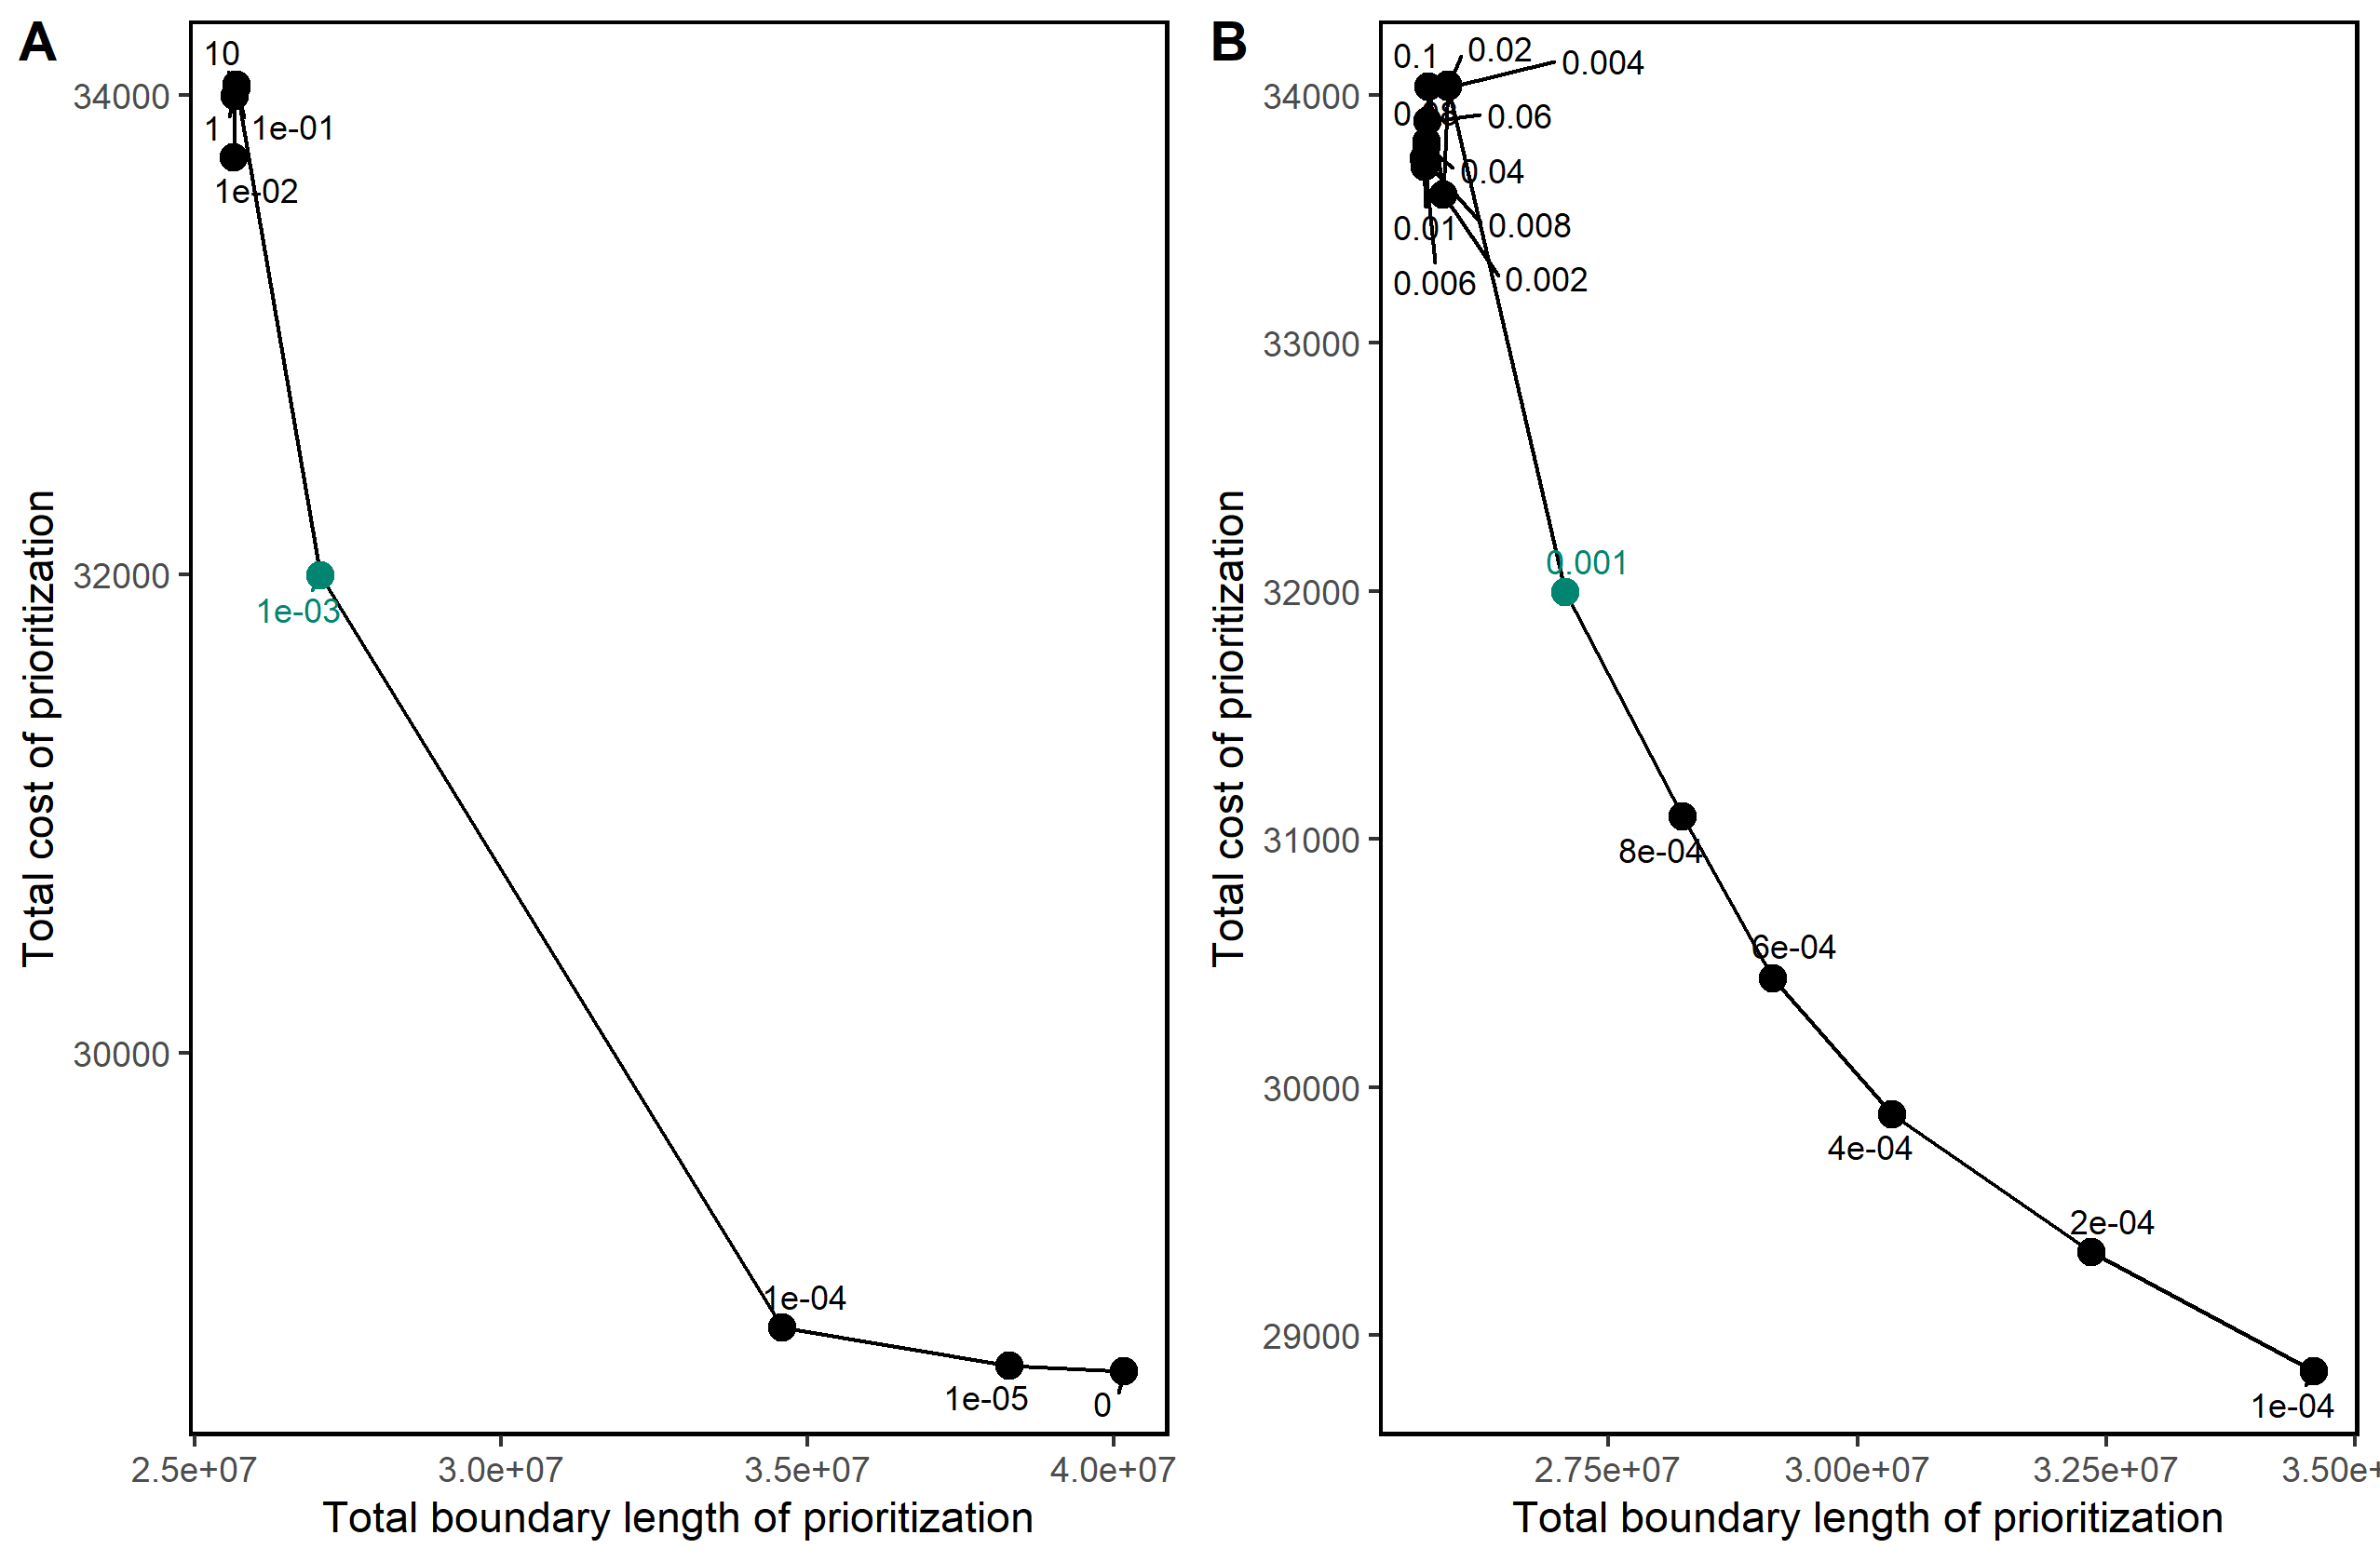 A
10
34000
1
1e-01
1e-02
32000
1e-03
30000
1e-04
1e-05
0
2.5e+07
3.0e+07
3.5e+07
4.0e+07
Total boundary length of prioritization
Total cost of prioritization
B
0.1
0.02
0.004
34000
0.06
0.04
0.01
0.008
0.006
0.002
33000
0.001
32000
31000
8e-04
6e-04
30000
4e-04
2e-04
29000
1e-04
2.75e+07
3.00e+07
3.25e+07
3.50e+
Total boundary length of prioritization
Total cost of prioritization